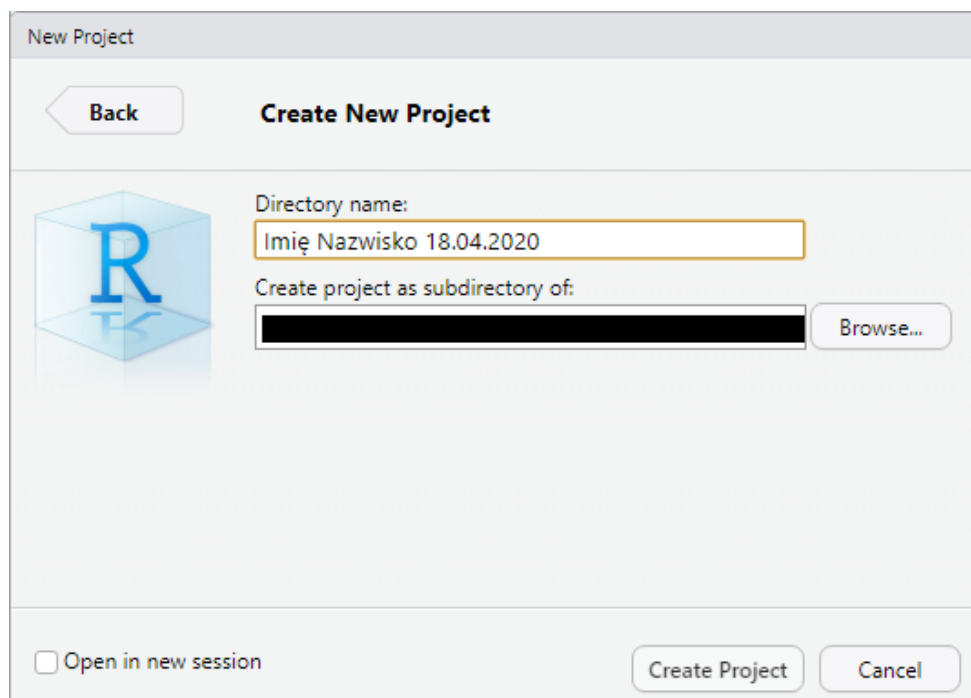 New Project
Back
Create New Project
R
Directory name:
Imię Nazwisko 18.04.2020
Create project as subdirectory of:
Browse...
Open in new session
Create Project
Cancel